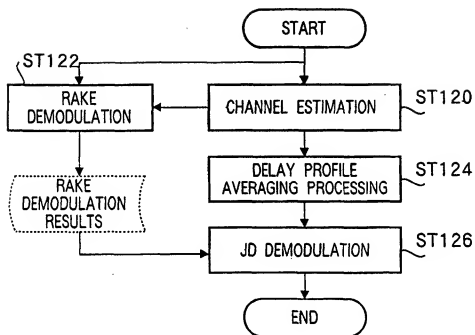 START
ST122
RAKE
DEMODULATION
CHANNEL ESTIMATION
ST120
DELAY PROFILE
AVERAGING PROCESSING
ST124
RAKE
DEMODULATION
RESULTS
JD DEMODULATION
ST126
END